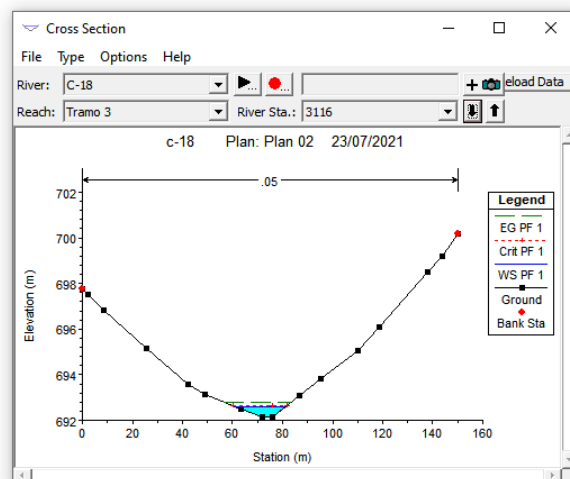 Cross Section
File Type Options Help
River: C-18 ... ... + eload Data
Reach: Tramo 3 River Sta.: 3116
c-18 Plan: Plan 02 23/07/2021
.05
Legend
EG PF 1
Crit PF 1
WS PF 1
Ground
Bank Sta
702
700
698
696
694
692
Elevation (m)
0 20 40 60 80 100 120 140 160
Station (m)